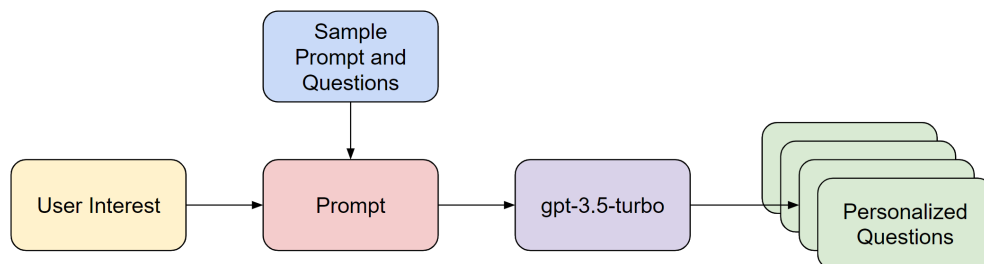 Sample
Prompt and
Questions
User Interest
Prompt
gpt-3.5-turbo
Personalized
Questions